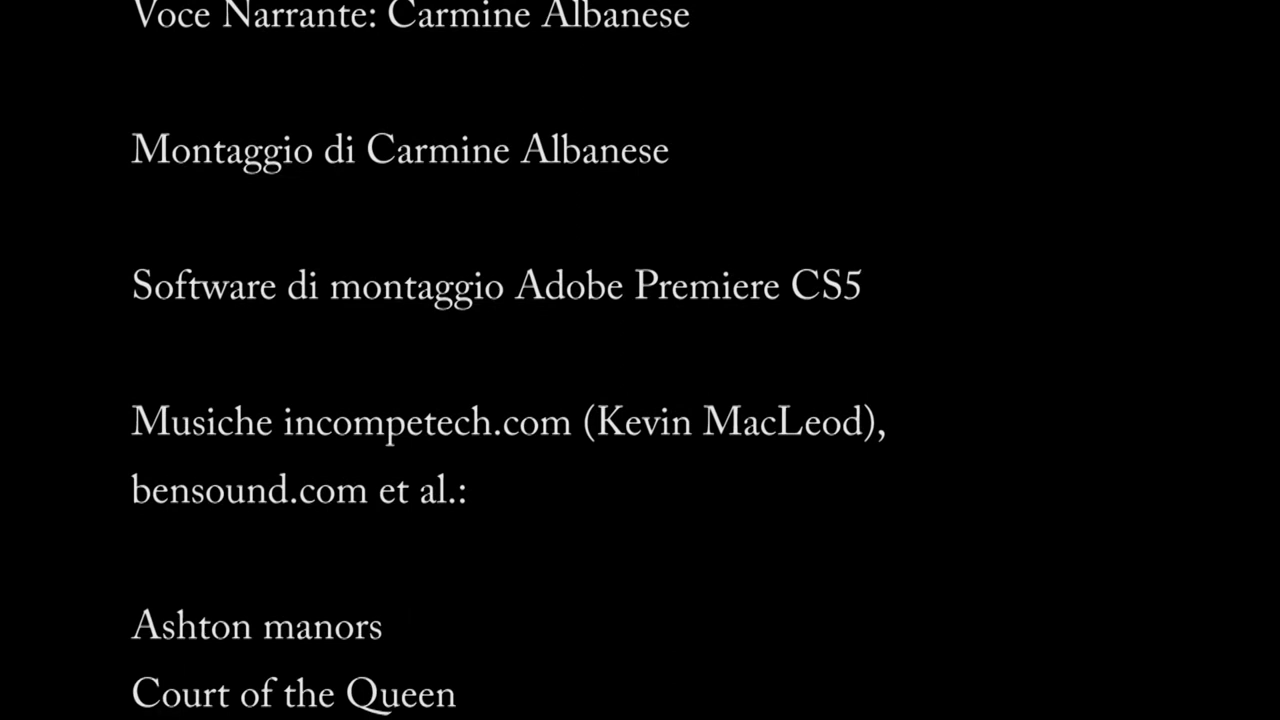 Voce Narrante: Carmine Albanese
Montaggio di Carmine Albanese
Software di montaggio Adobe Premiere CS5
Musiche incompetech.com (Kevin MacLeod),
bensound.com et al.:
Ashton manors
Court of the Queen